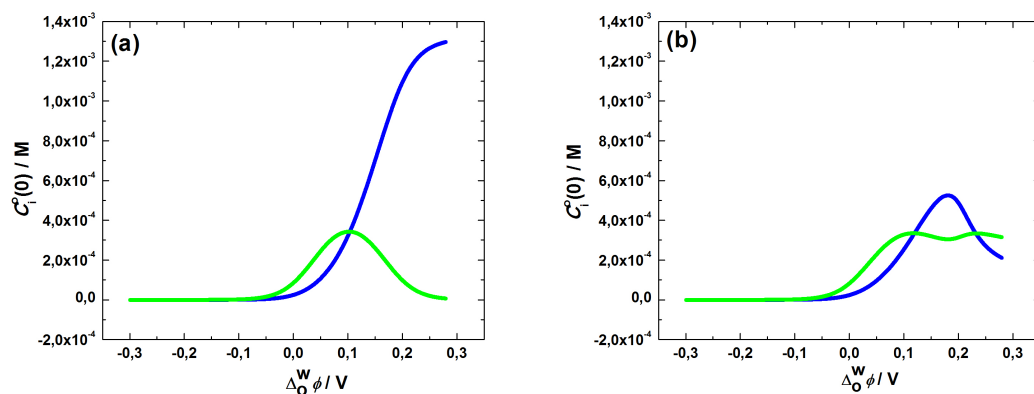 (a)
1,4x10⁻³
1,2x10⁻³
1,0x10⁻³
8,0x10⁻⁴
6,0x10⁻⁴
4,0x10⁻⁴
2,0x10⁻⁴
0,0
-2,0x10⁻⁴
C°ᵢ(0) / M
-0,3 -0,2 -0,1 0,0 0,1 0,2 0,3
Δ^w_o ϕ / V
(b)
1,4x10⁻³
1,2x10⁻³
1,0x10⁻³
8,0x10⁻⁴
6,0x10⁻⁴
4,0x10⁻⁴
2,0x10⁻⁴
0,0
-2,0x10⁻⁴
C°ᵢ(0) / M
-0,3 -0,2 -0,1 0,0 0,1 0,2 0,3
Δ^w_o ϕ / V